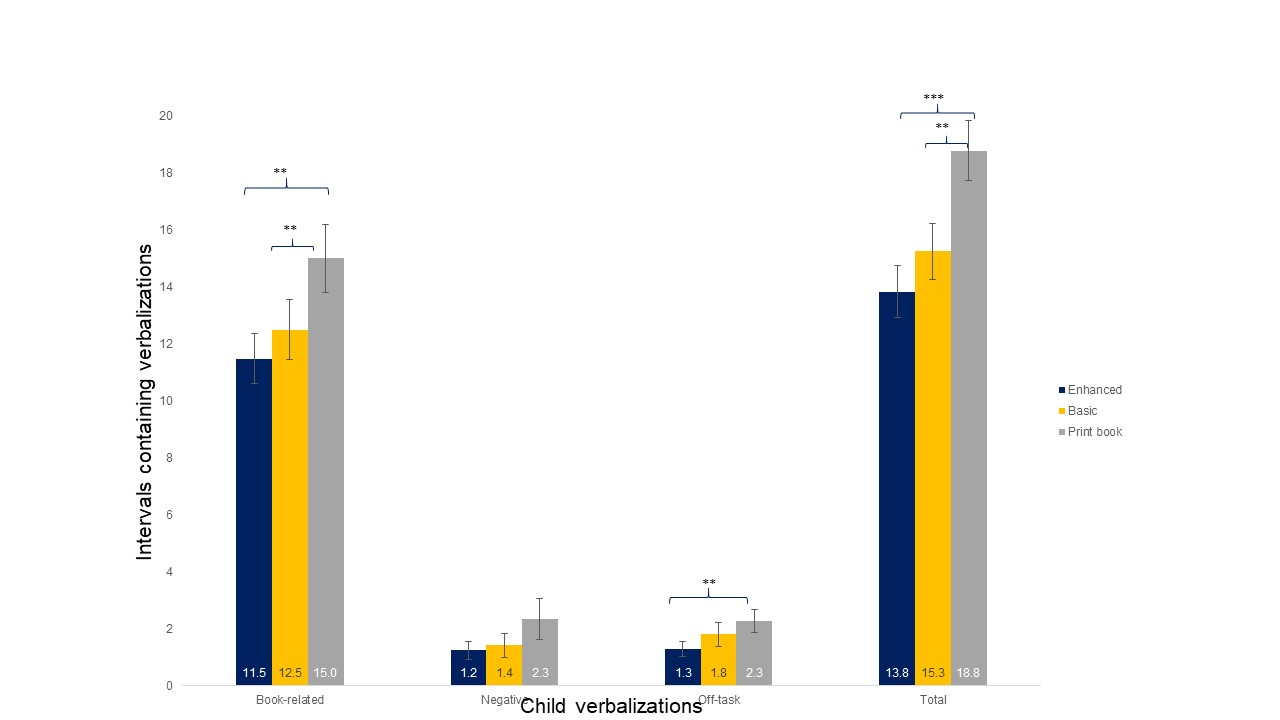 ***
20
**
18
**
**
16
**
14
12
10
8
6
4
**
2
0
Intervals containing verbalizations
11.5 12.5 15.0
1.2 1.4 2.3
1.3 1.8 2.3
13.8 15.3 18.8
Book-related
Negative
Off-task
Total
Child verbalizations
Enhanced
Basic
Print book